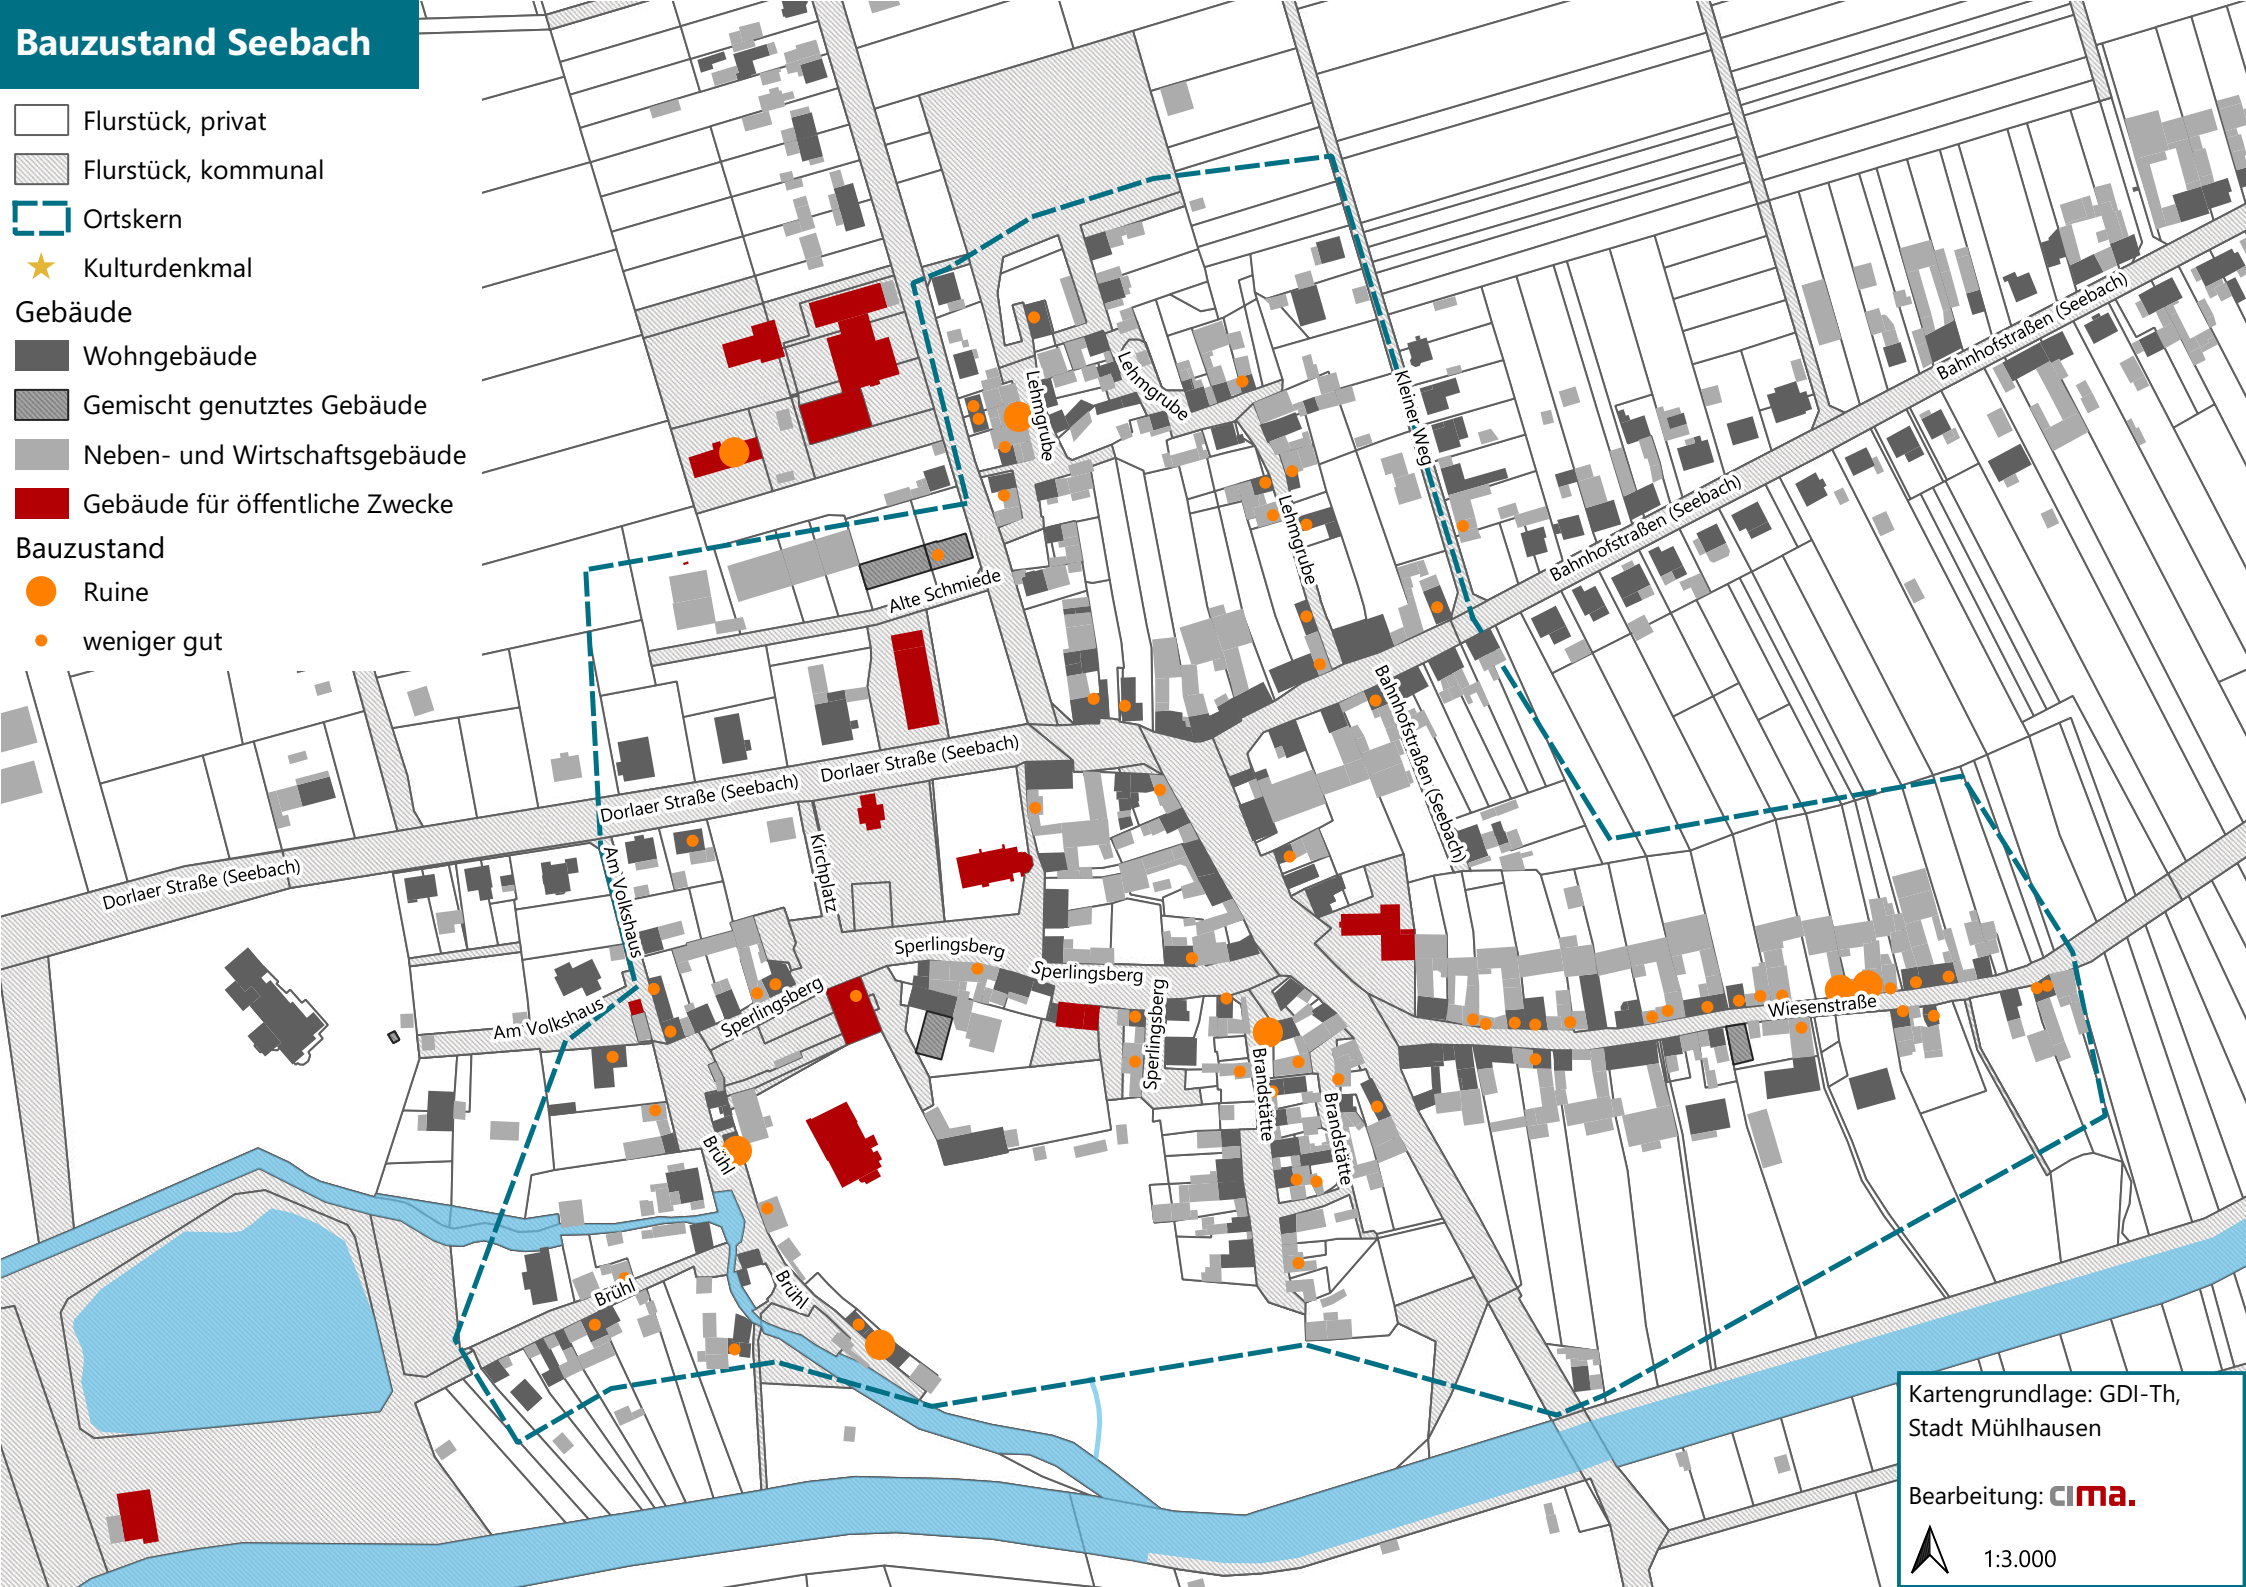 Bauzustand Seebach
Flurstück, privat
Flurstück, kommunal
Ortskern
Kulturdenkmal
Gebäude
Wohngebäude
Gemischt genutztes Gebäude
Neben- und Wirtschaftsgebäude
Gebäude für öffentliche Zwecke
Bauzustand
Ruine
weniger gut
Bahnhofstraßen (Seebach)
Lehmgrube
Lehmgrube
Kleiner Weg
Bahnhofstraßen (Seebach)
Lehmgrube
Alte Schmiede
Bahnhofstraßen (Seebach)
Dorlaer Straße (Seebach)
Dorlaer Straße (Seebach)
Dorlaer Straße (Seebach)
Kirchplatz
Am Volkshaus
Sperlingsberg
Sperlingsberg
Sperlingsberg
Sperlingsberg
Am Volkshaus
Wiesenstraße
Brandstätte
Brandstätte
Brühl
Brühl
Brühl
Kartengrundlage: GDI-Th,
Stadt Mühlhausen
Bearbeitung: cima.
1:3.000